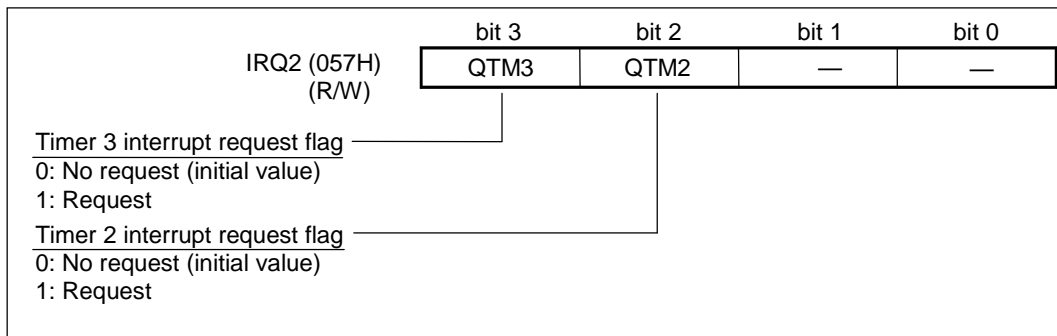 bit 3 bit 2 bit 1 bit 0
IRQ2 (057H) QTM3 QTM2 — —
(R/W)
Timer 3 interrupt request flag
0: No request (initial value)
1: Request
Timer 2 interrupt request flag
0: No request (initial value)
1: Request